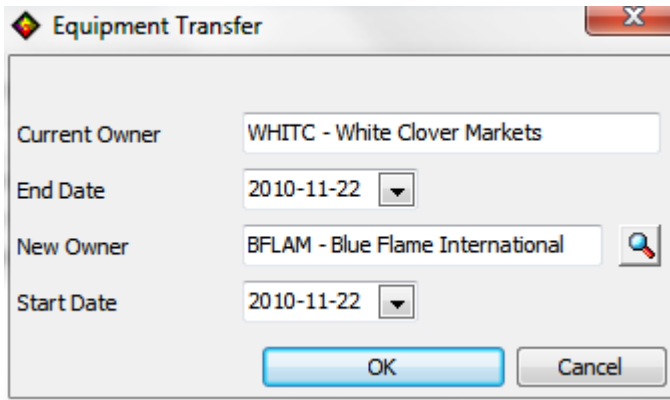 Equipment Transfer
Current Owner WHITC - White Clover Markets
End Date 2010-11-22
New Owner BFLAM - Blue Flame International
Start Date 2010-11-22
OK Cancel